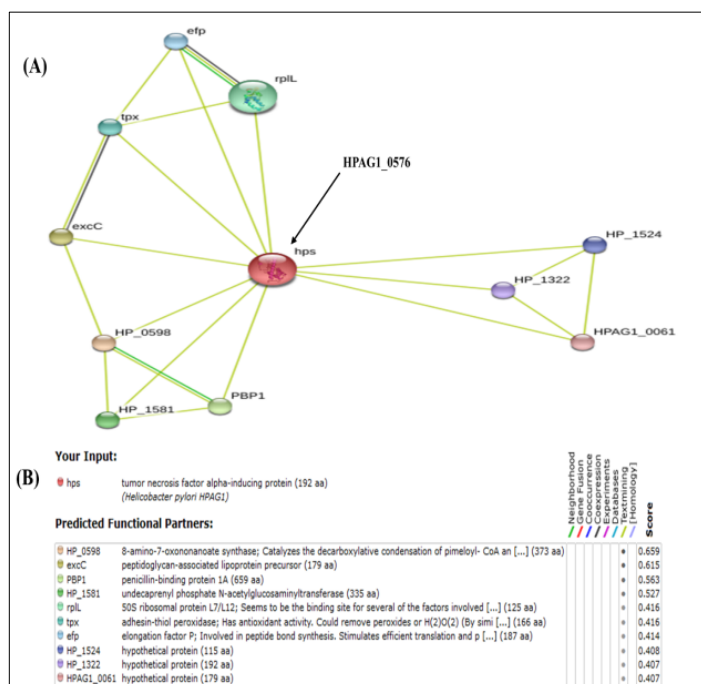 (A)
efp
rplL
tpx
HPAG1_0576
excC
hps
HP_1524
HP_1322
HPAG1_0061
HP_0598
PBP1
HP_1581
(B)
Your Input:
hps tumor necrosis factor alpha-inducing protein (192 aa)
(Helicobacter pylori HPAG1)
Predicted Functional Partners:
Neighborhood
Gene Fusion
Cooccurrence
Coexpression
Experiments
Databases
Textmining
[Homology]
Score
HP_0598 8-amino-7-oxononanoate synthase; Catalyzes the decarboxylative condensation of pimeloyl- CoA an [...] (373 aa) 0.659
excC peptidoglycan-associated lipoprotein precursor (179 aa) 0.615
PBP1 penicillin-binding protein 1A (659 aa) 0.563
HP_1581 undecaprenyl phosphate N-acetylglucosaminyltransferase (335 aa) 0.527
rplL 50S ribosomal protein L7/L12; Seems to be the binding site for several of the factors involved [...] (125 aa) 0.416
tpx adhesin-thiol peroxidase; Has antioxidant activity. Could remove peroxides or H(2)O(2) (By simi [...] (166 aa) 0.416
efp elongation factor P; Involved in peptide bond synthesis. Stimulates efficient translation and p [...] (187 aa) 0.414
HP_1524 hypothetical protein (115 aa) 0.408
HP_1322 hypothetical protein (192 aa) 0.407
HPAG1_0061 hypothetical protein (179 aa) 0.407